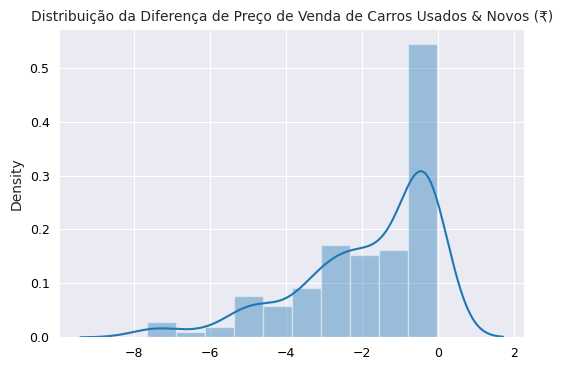 Distribuição da Diferença de Preço de Venda de Carros Usados & Novos (₹)
Density
0.5
0.4
0.3
0.2
0.1
0.0
−8 −6 −4 −2 0 2